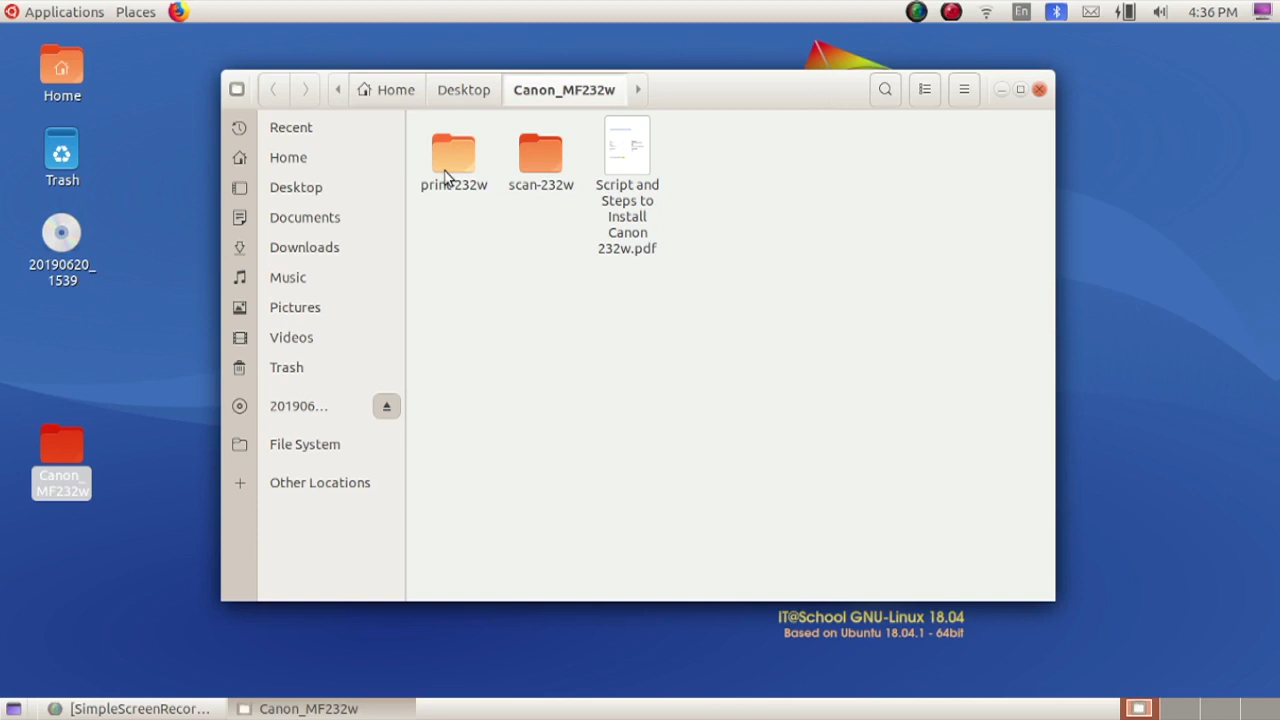 Applications Places En 4:36 PM
Home
Trash
20190620_
1539
Canon_
MF232w
Home Desktop Canon_MF232w
Recent
Home
Desktop
Documents
Downloads
Music
Pictures
Videos
Trash
201906...
File System
Other Locations
print-232w
scan-232w
Script and
Steps to
Install
Canon
232w.pdf
IT@School GNU-Linux 18.04
Based on Ubuntu 18.04.1 - 64bit
[SimpleScreenRecor... Canon_MF232w